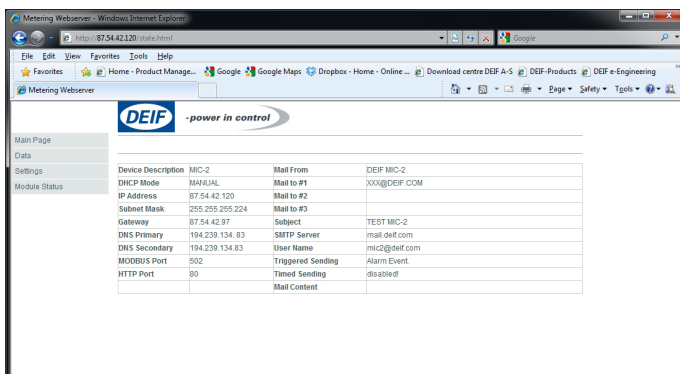 Metering Webserver - Windows Internet Explorer
http://87.54.42.120/state.html
Google
File Edit View Favorites Tools Help
Favorites Home - Product Manage... Google Google Maps Dropbox - Home - Online ... Download centre DEIF A-S DEIF-Products DEIF e-Engineering
Metering Webserver Page Safety Tools
DEIF -power in control
Main Page
Data
Settings
Module Status
Device Description MIC-2 Mail From DEIF MIC-2
DHCP Mode MANUAL Mail to #1 XXX@DEIF.COM
IP Address 87.54.42.120 Mail to #2
Subnet Mask 255.255.255.224 Mail to #3
Gateway 87.54.42.97 Subject TEST MIC-2
DNS Primary 194.239.134. 83 SMTP Server mail.deif.com
DNS Secondary 194.239.134.83 User Name mic2@deif.com
MODBUS Port 502 Triggered Sending Alarm Event.
HTTP Port 80 Timed Sending disabled!
Mail Content